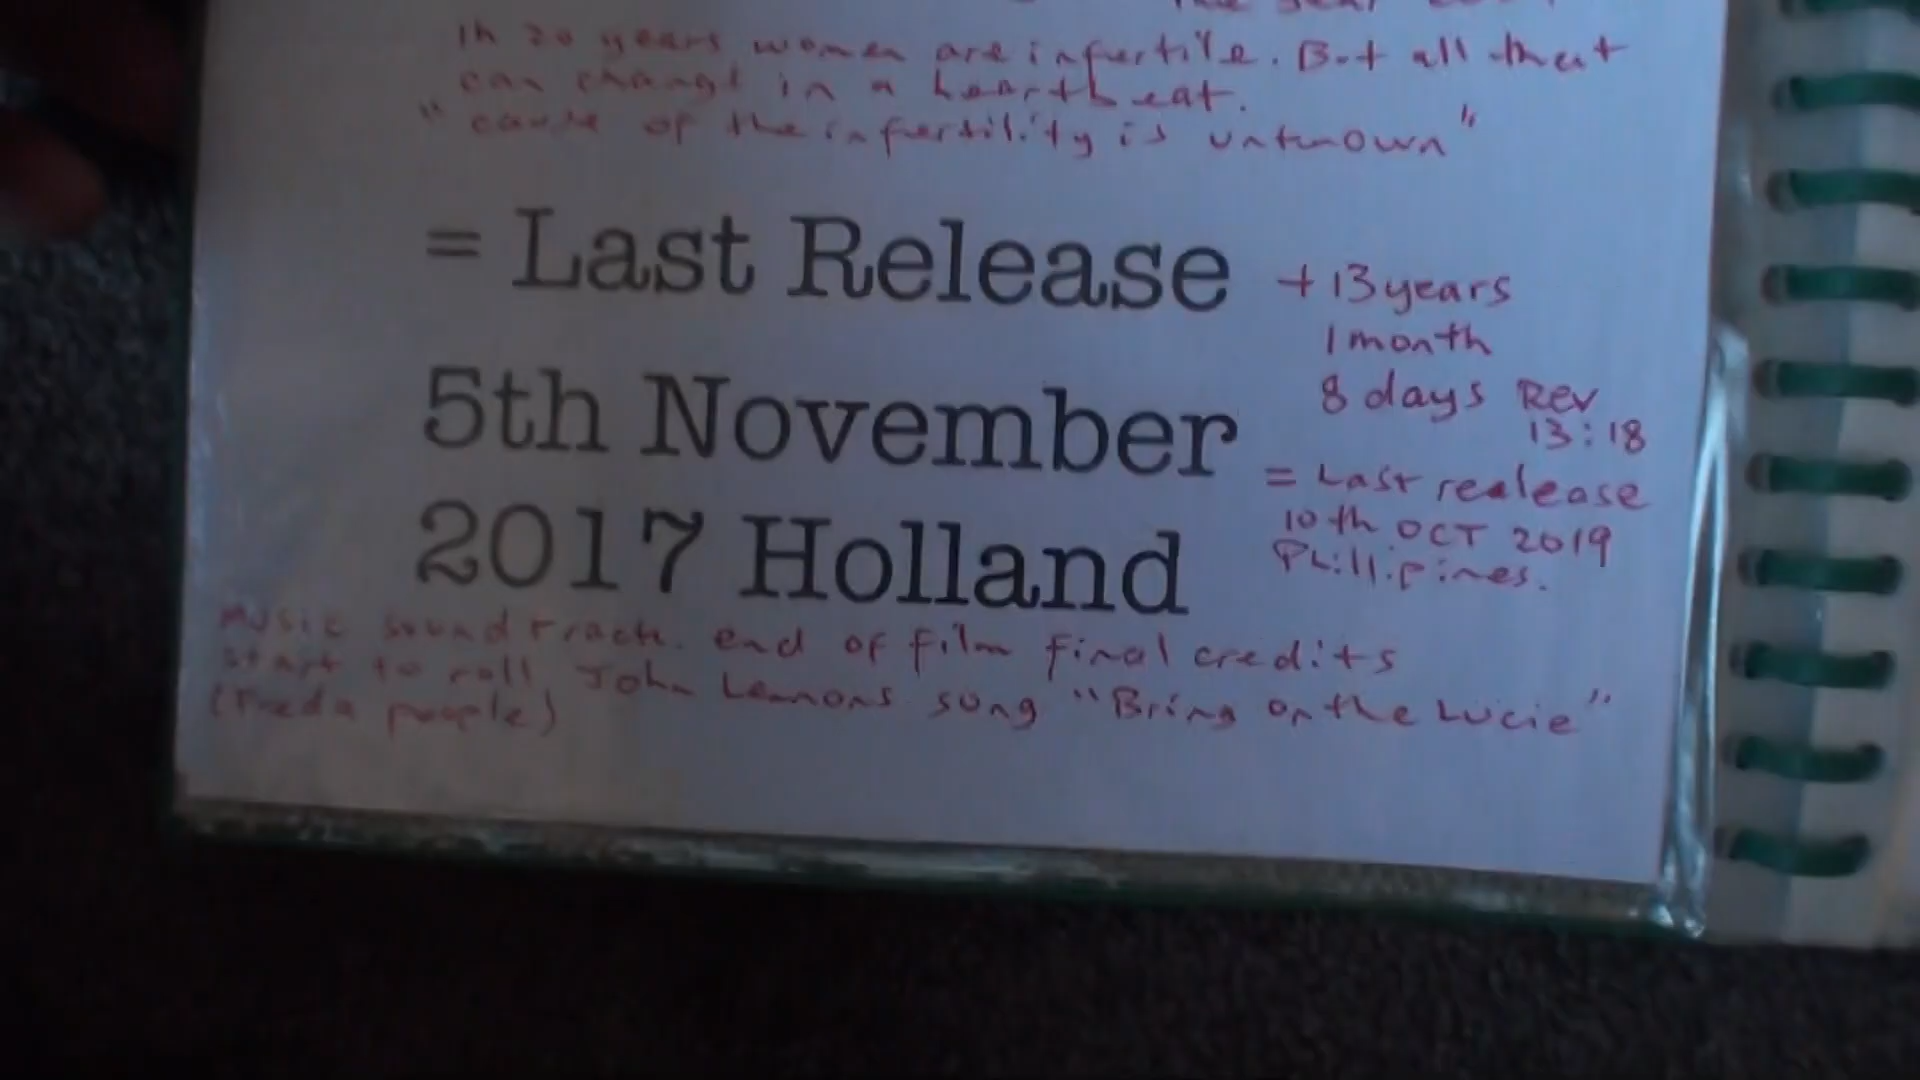 In 20 years women are infertile. But all that
can change in a heartbeat.
"cause of the infertility is unknown"
= Last Release
5th November
2017 Holland
+ 13 years
1 month
8 days Rev
13:18
= Last realease
10th OCT 2019
Phillipines.
Music soundtrack. end of film final credits
start to roll John Lennons song "Bring on the Lucie"
(Freda people)